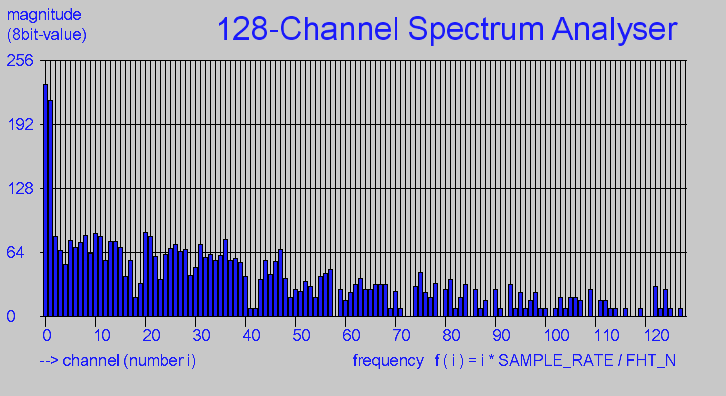 magnitude
(8bit-value)
128-Channel Spectrum Analyser
256
192
128
64
0
0 10 20 30 40 50 60 70 80 90 100 110 120
--> channel (number i)
frequency f ( i ) = i * SAMPLE_RATE / FHT_N